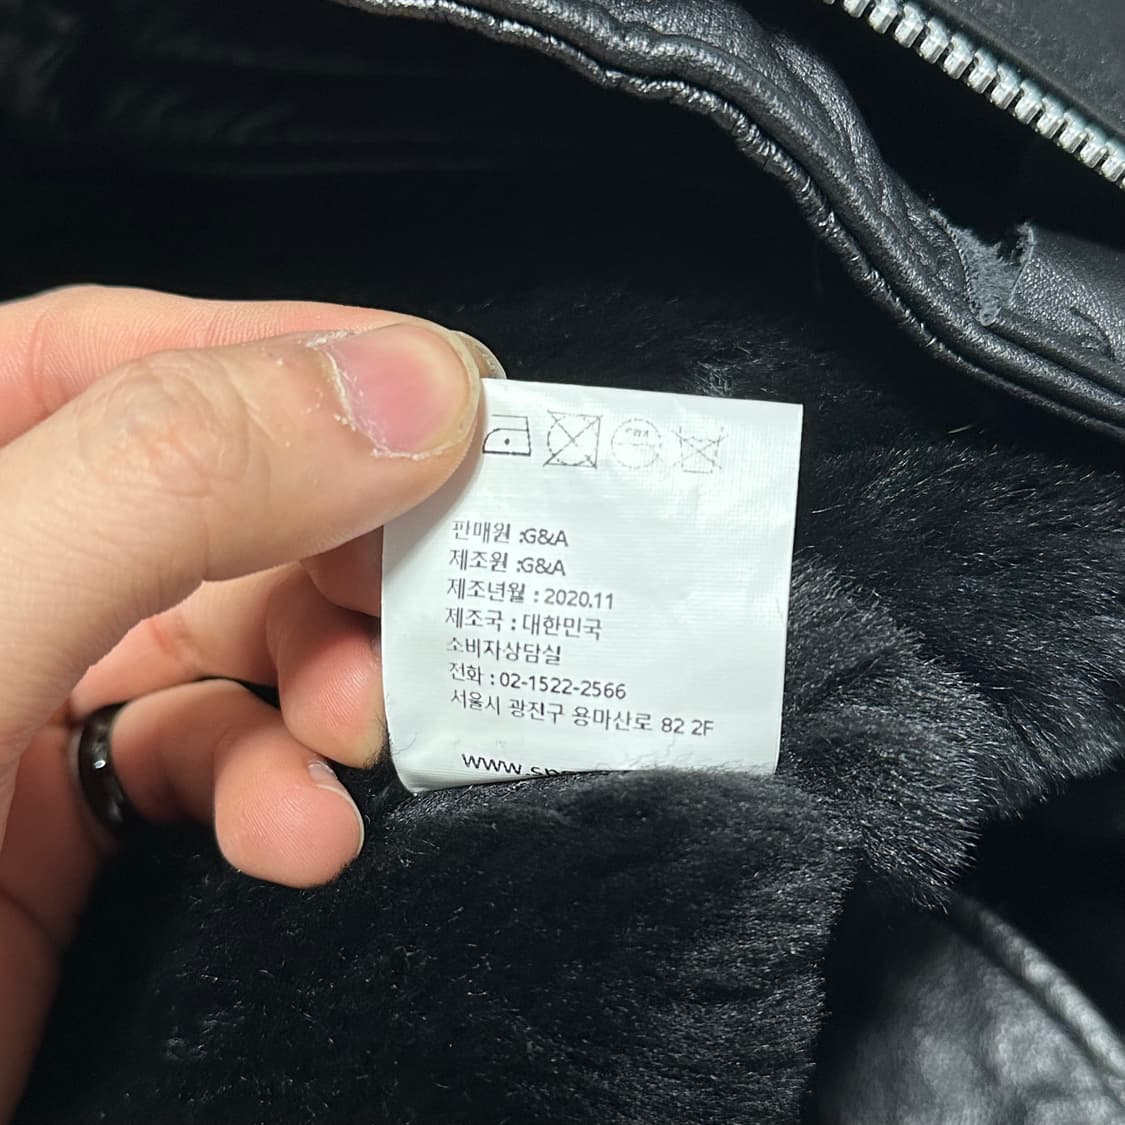 판매원 :G&A
제조원 :G&A
제조년월 : 2020.11
제조국 : 대한민국
소비자상담실
전화 : 02-1522-2566
서울시 광진구 용마산로 82 2F
www.sp